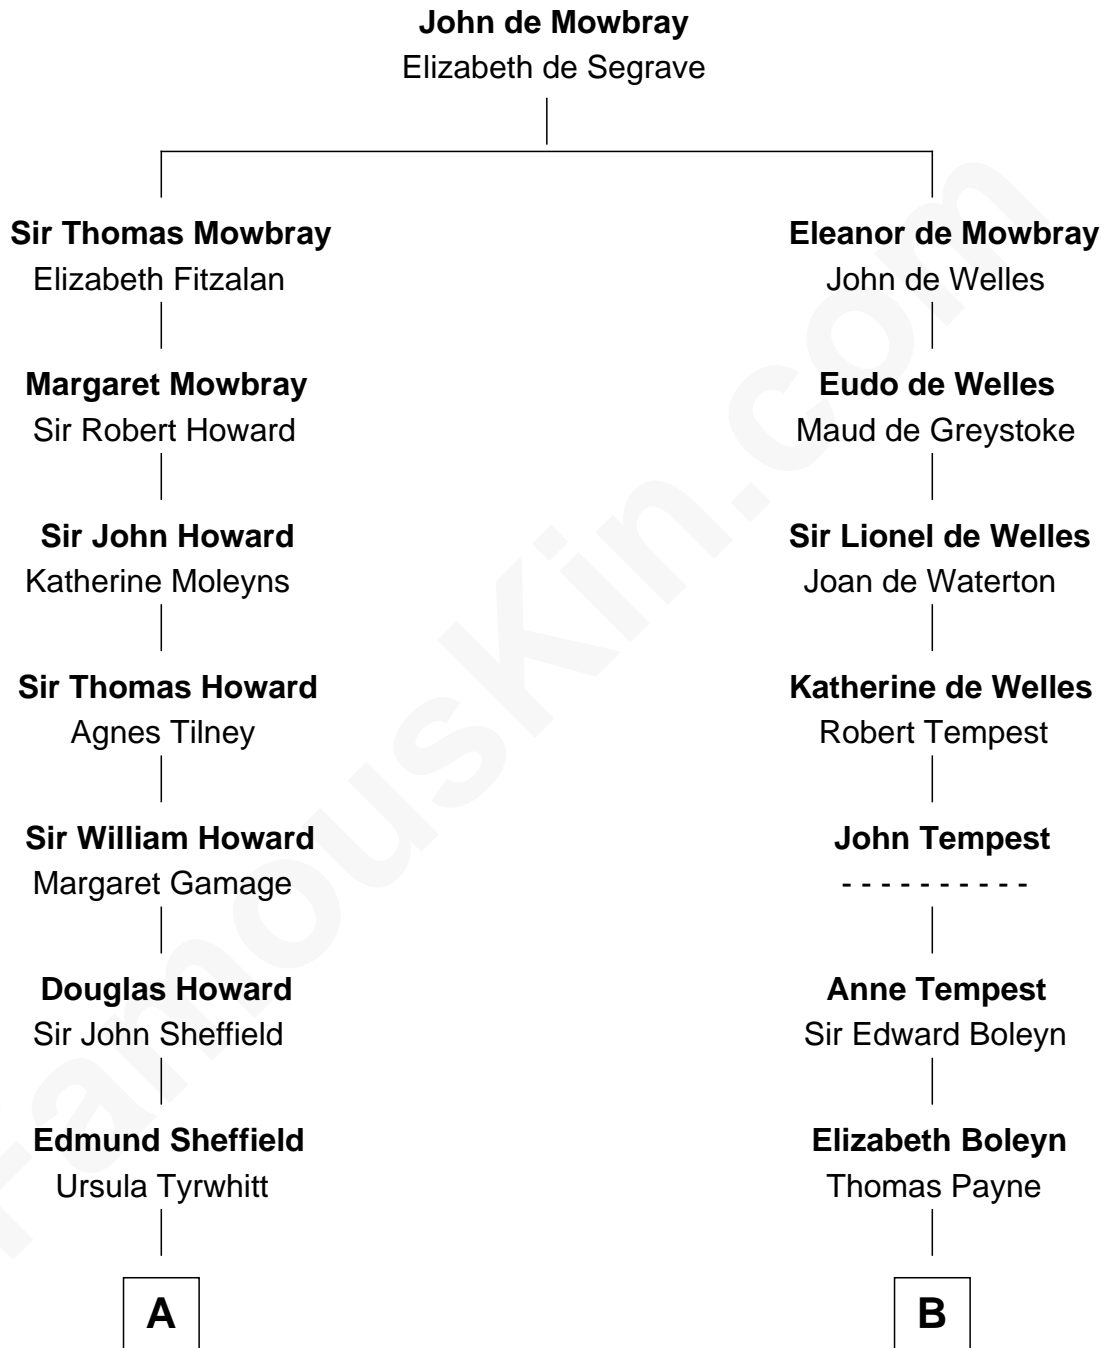 John de Mowbray
Elizabeth de Segrave
Sir Thomas Mowbray
Elizabeth Fitzalan
Margaret Mowbray
Sir Robert Howard
Sir John Howard
Katherine Moleyns
Sir Thomas Howard
Agnes Tilney
Sir William Howard
Margaret Gamage
Douglas Howard
Sir John Sheffield
Edmund Sheffield
Ursula Tyrwhitt
A
Eleanor de Mowbray
John de Welles
Eudo de Welles
Maud de Greystoke
Sir Lionel de Welles
Joan de Waterton
Katherine de Welles
Robert Tempest
John Tempest
- - - - - - - - - -
Anne Tempest
Sir Edward Boleyn
Elizabeth Boleyn
Thomas Payne
B
FamousKin.com